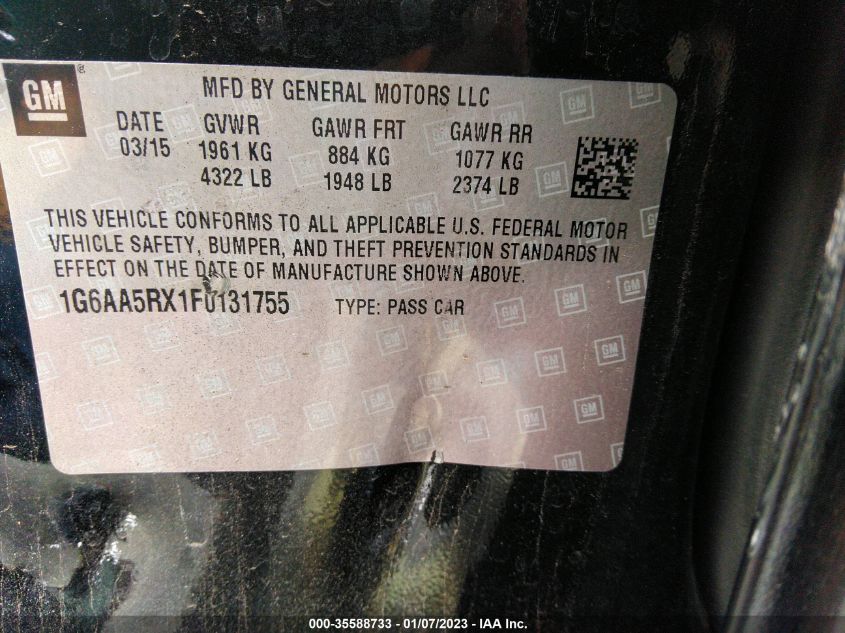 GM ®
MFD BY GENERAL MOTORS LLC
DATE GVWR GAWR FRT GAWR RR
03/15 1961 KG 884 KG 1077 KG
4322 LB 1948 LB 2374 LB
THIS VEHICLE CONFORMS TO ALL APPLICABLE U.S. FEDERAL MOTOR
VEHICLE SAFETY, BUMPER, AND THEFT PREVENTION STANDARDS IN
EFFECT ON THE DATE OF MANUFACTURE SHOWN ABOVE.
1G6AA5RX1F0131755 TYPE: PASS CAR
000-35588733 - 01/07/2023 - IAA Inc.